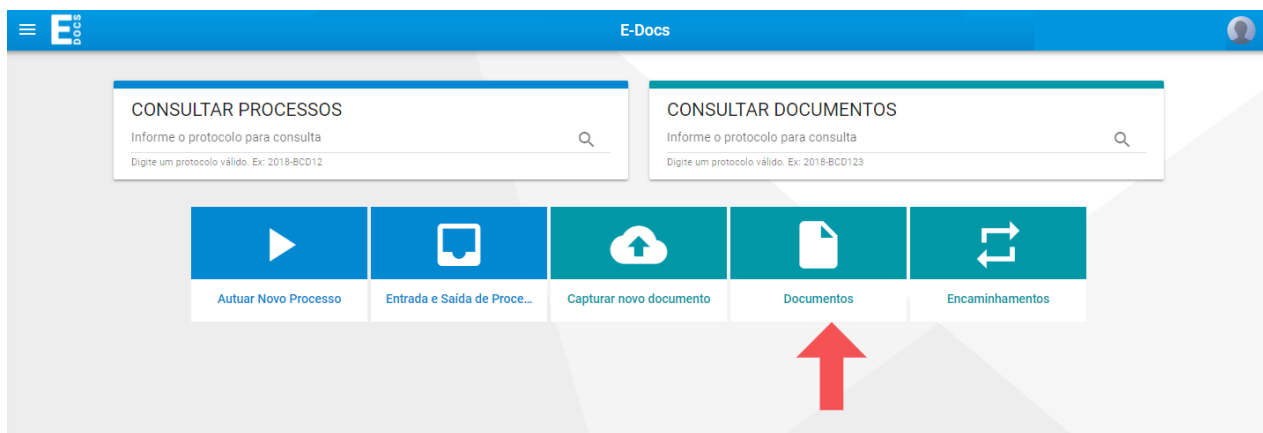 E DOCS
E-Docs
CONSULTAR PROCESSOS
Informe o protocolo para consulta
Digite um protocolo válido. Ex: 2018-BCD12
CONSULTAR DOCUMENTOS
Informe o protocolo para consulta
Digite um protocolo válido. Ex: 2018-BCD123
Autuar Novo Processo
Entrada e Saída de Proce...
Capturar novo documento
Documentos
Encaminhamentos